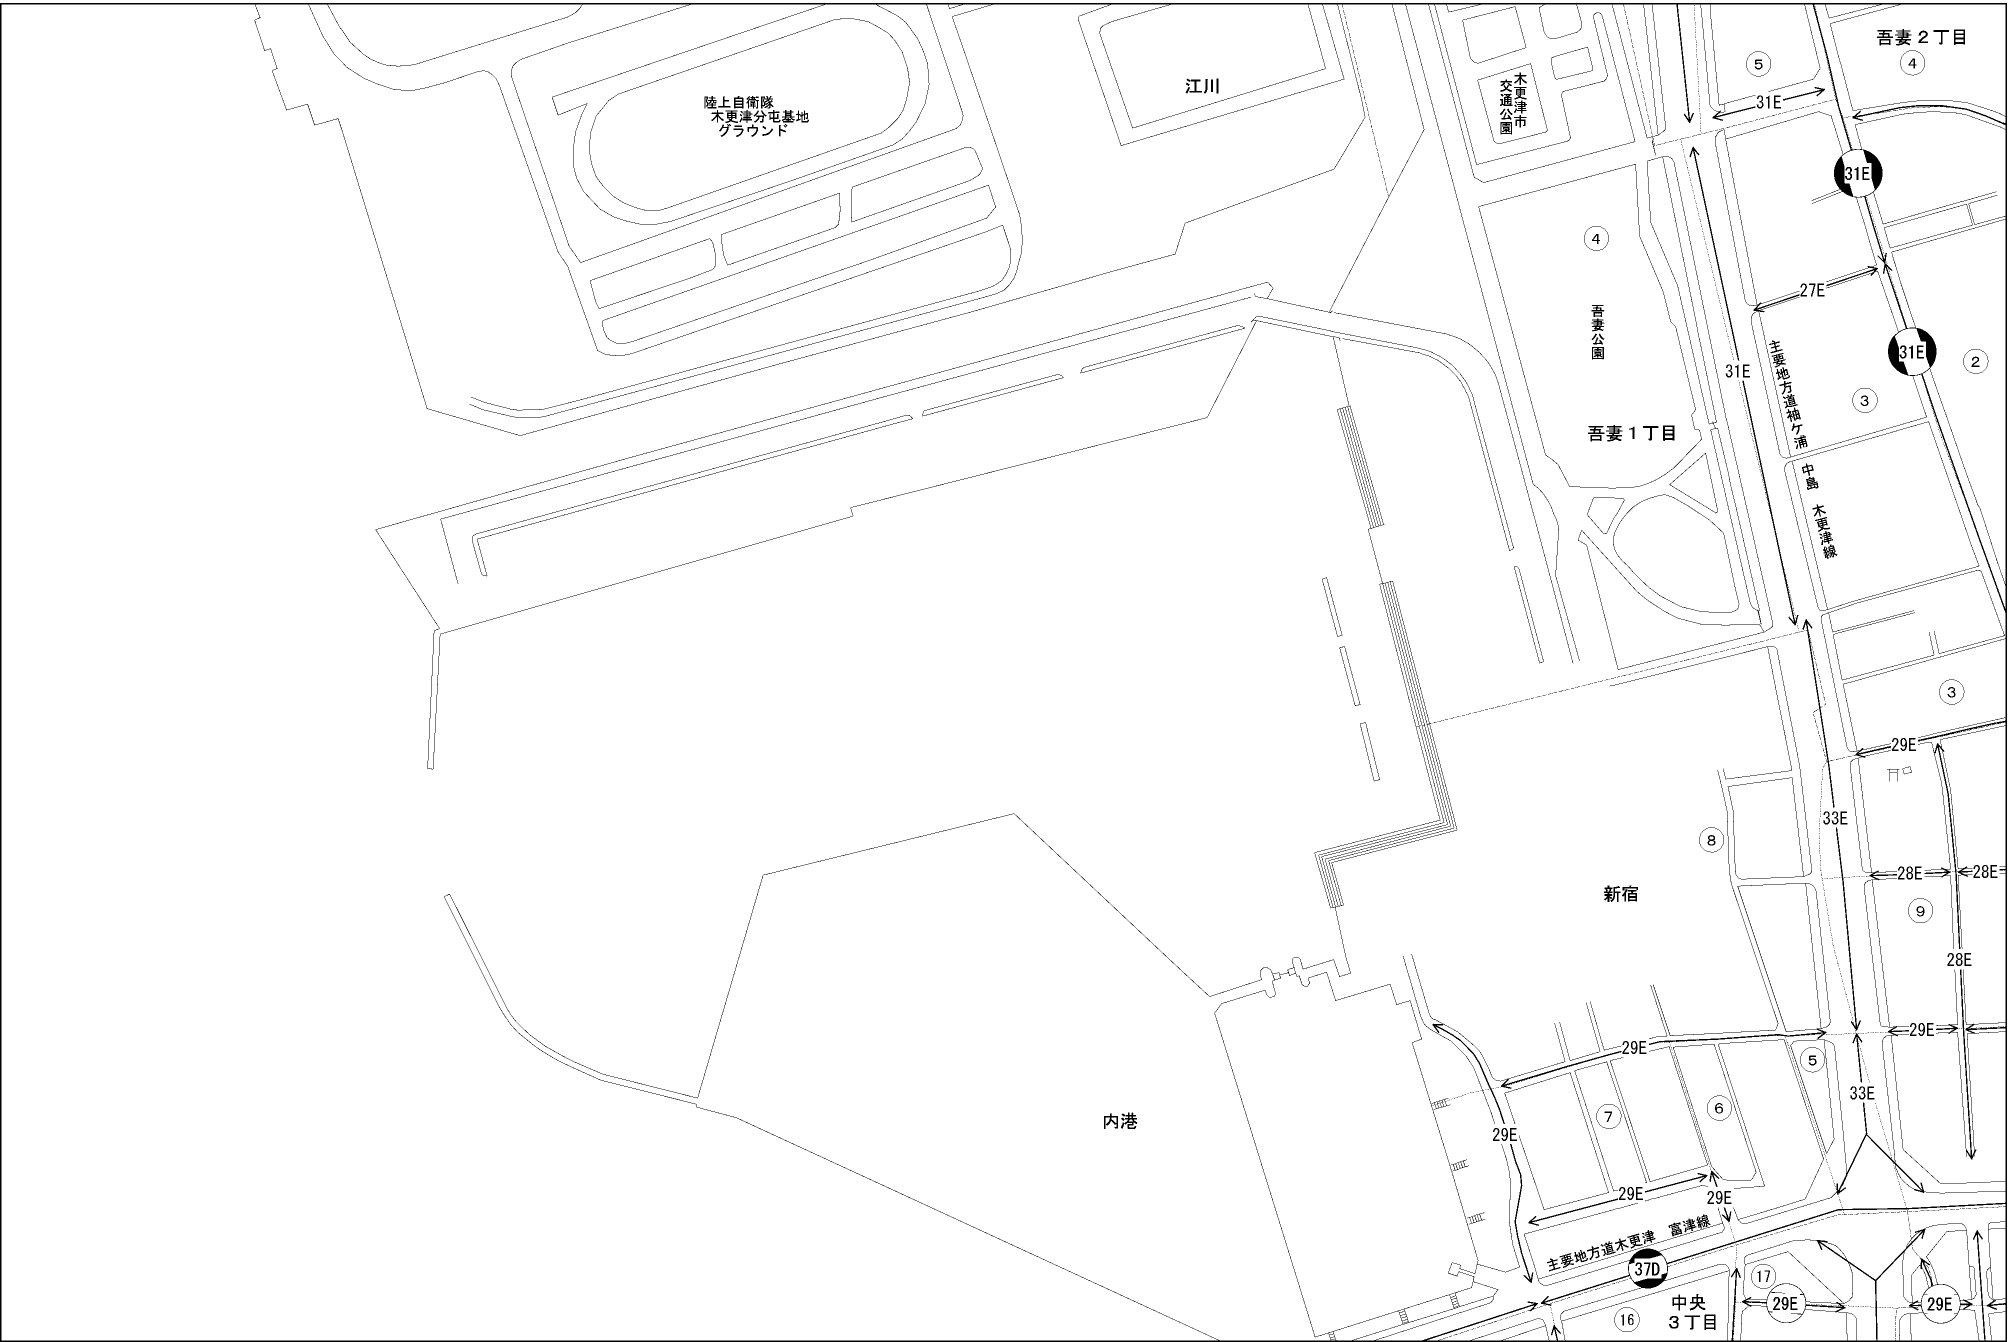 吾妻2丁目
5
4
江川
木更津市
交通公園
陸上自衛隊
木更津分屯基地
グラウンド
31E
31E
4
27E
吾妻公園
31E
31E
主要地方道袖ケ浦
中島 木更津線
2
3
吾妻1丁目
3
29E
33E
8
28E
28E
新宿
9
28E
29E
29E
5
33E
7
6
内港
29E
29E
29E
主要地方道木更津 富津線
37D
17
中央
3丁目
29E
29E
16